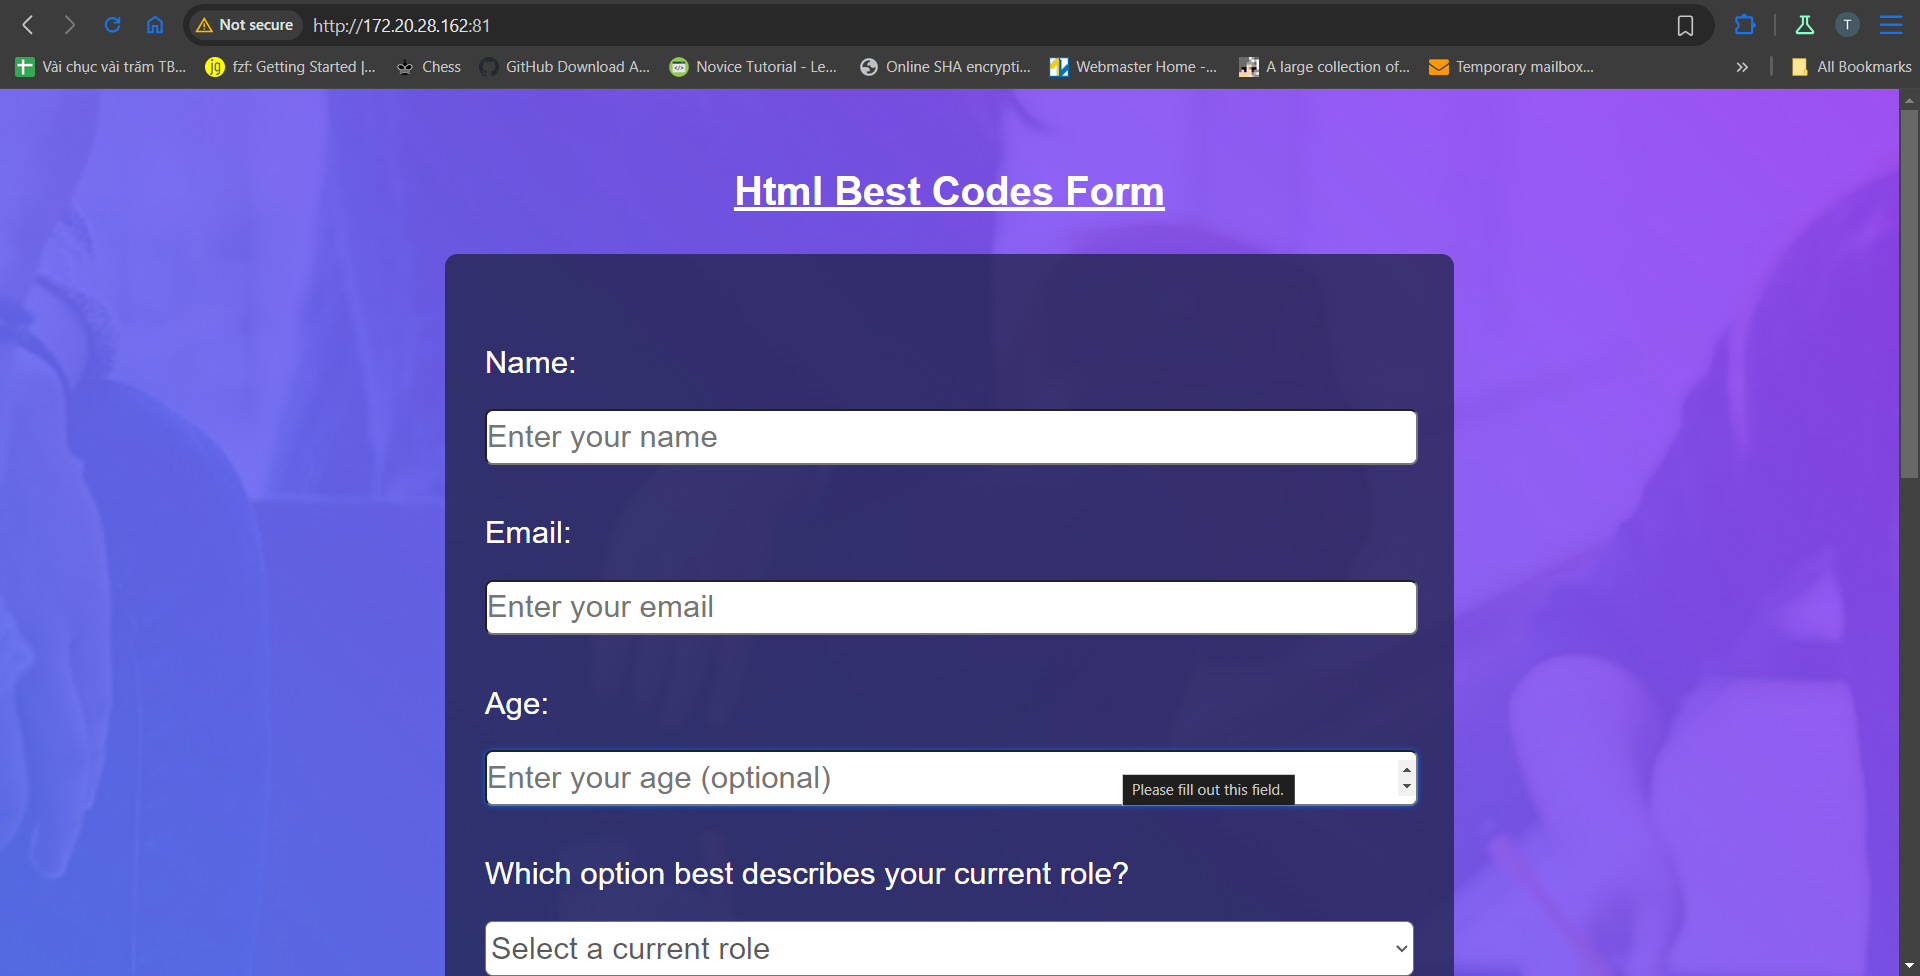 Not secure http://172.20.28.162:81 T
Vài chục vài trăm TB... jg fzf: Getting Started |... Chess GitHub Download A... Novice Tutorial - Le... Online SHA encrypti... Webmaster Home -... A large collection of... Temporary mailbox... » All Bookmarks
Html Best Codes Form
Name:
Enter your name
Email:
Enter your email
Age:
Enter your age (optional)
Please fill out this field.
Which option best describes your current role?
Select a current role